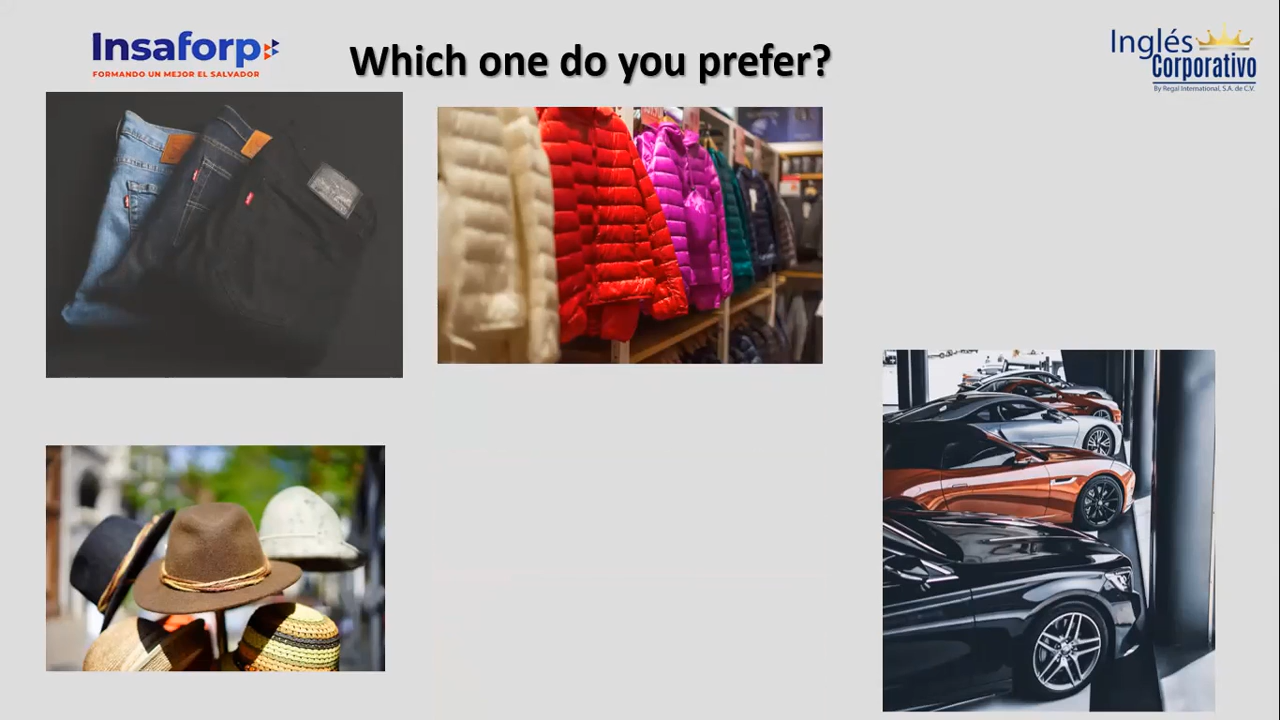 Insaforp
FORMANDO UN MEJOR EL SALVADOR
Which one do you prefer?
Inglés
Corporativo
By Regal International, S.A. de C.V.